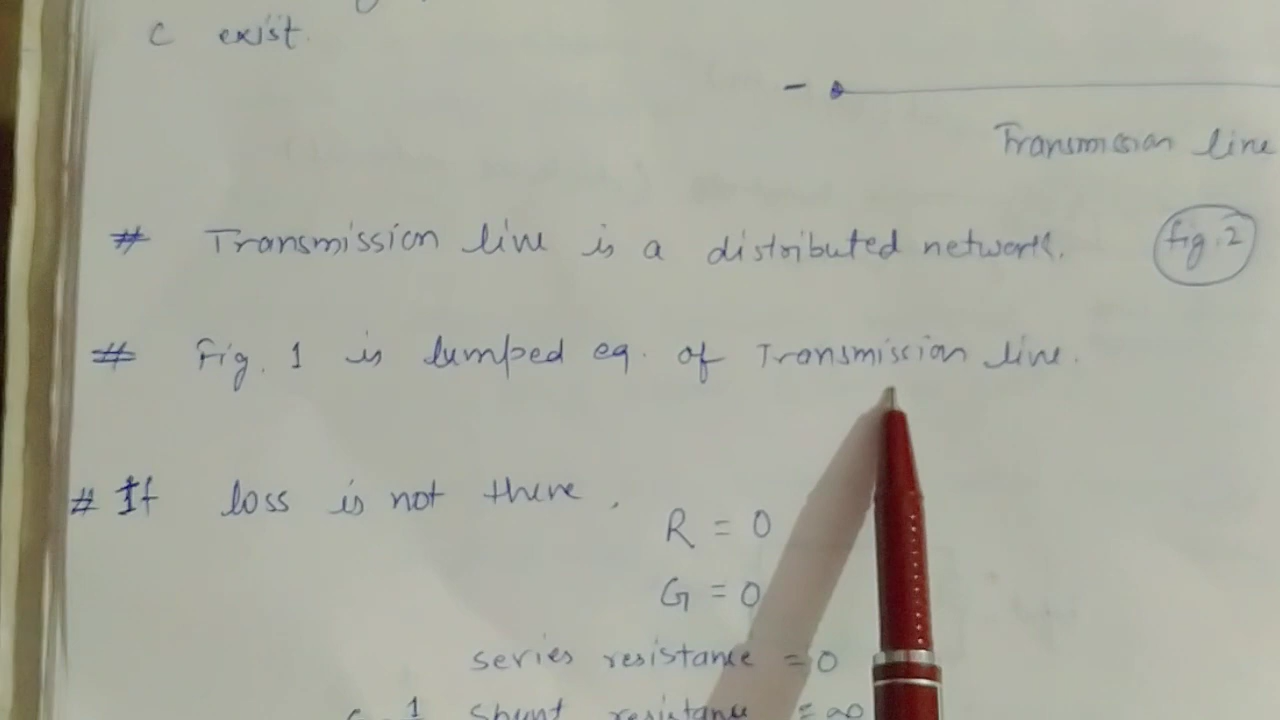 C exist.
Transmission line
# Transmission line is a distributed network. fig. 2
# Fig. 1 is lumped eq. of Transmission line.
# If loss is not there,
R = 0
G = 0
series resistance = 0
1 shunt resistance = ∞